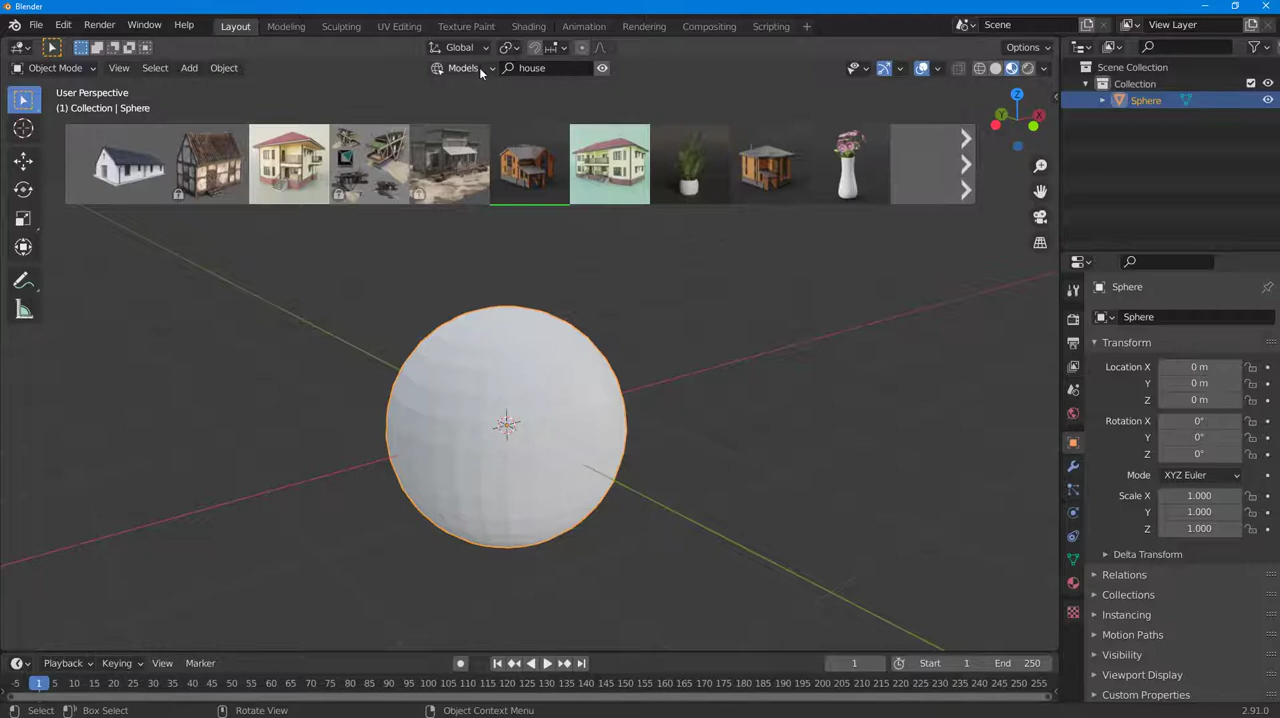 Blender
File Edit Render Window Help Layout Modeling Sculpting UV Editing Texture Paint Shading Animation Rendering Compositing Scripting + Scene View Layer
Global Options
Object Mode View Select Add Object Models house
Scene Collection
Collection
Sphere
User Perspective
(1) Collection | Sphere
Z
X
Y
Sphere
Sphere
Transform
Location X 0 m
Y 0 m
Z 0 m
Rotation X 0°
Y 0°
Z 0°
Mode XYZ Euler
Scale X 1.000
Y 1.000
Z 1.000
Delta Transform
Relations
Collections
Instancing
Motion Paths
Visibility
Viewport Display
Custom Properties
Playback Keying View Marker 1 Start 1 End 250
-5 1 5 10 15 20 25 30 35 40 45 50 55 60 65 70 75 80 85 90 95 100 105 110 115 120 125 130 135 140 145 150 155 160 165 170 175 180 185 190 195 200 205 210 215 220 225 230 235 240 245 250 255
Select Box Select Rotate View Object Context Menu 2.91.0